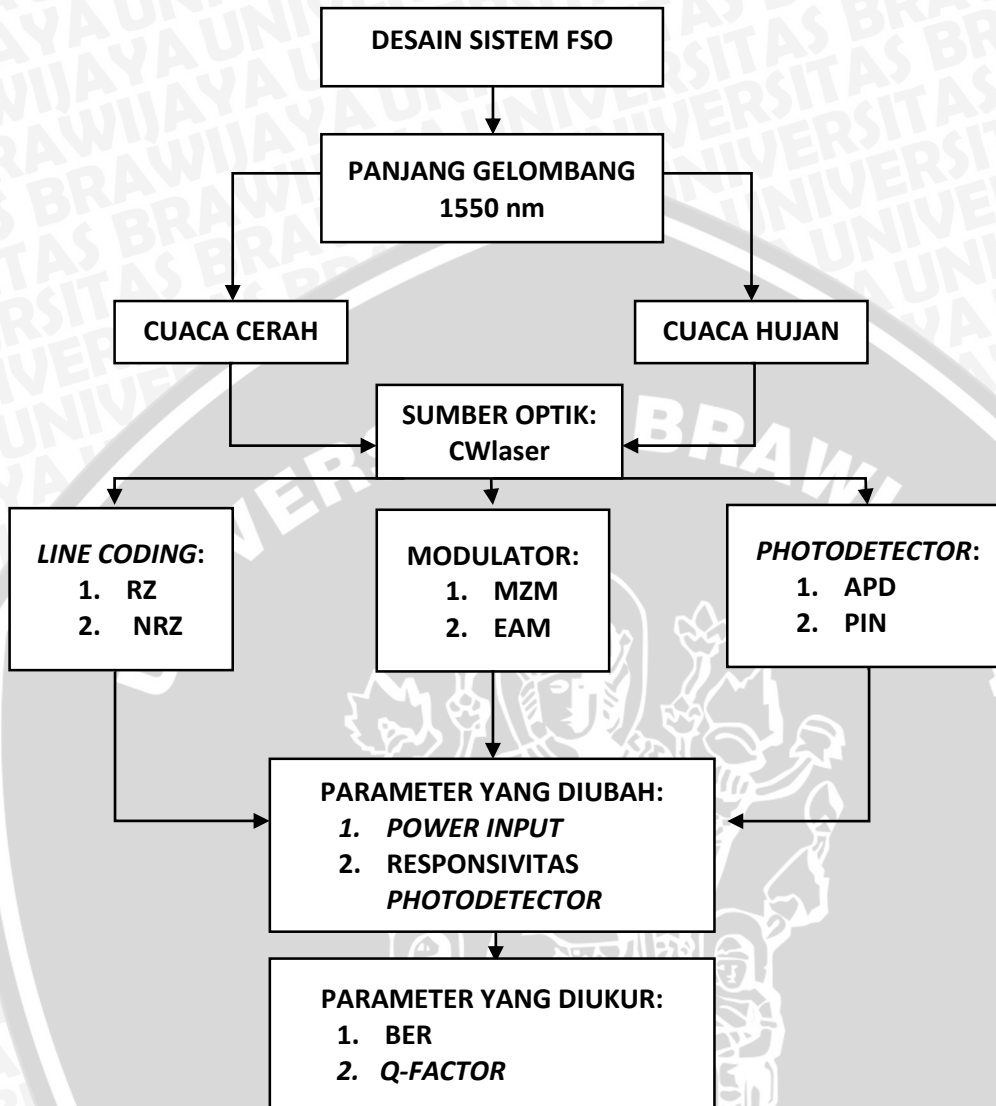 DESAIN SISTEM FSO
PANJANG GELOMBANG
1550 nm
CUACA CERAH
CUACA HUJAN
SUMBER OPTIK:
CWlaser
LINE CODING:
1. RZ
2. NRZ
MODULATOR:
1. MZM
2. EAM
PHOTODETECTOR:
1. APD
2. PIN
PARAMETER YANG DIUBAH:
1. POWER INPUT
2. RESPONSIVITAS
PHOTODETECTOR
PARAMETER YANG DIUKUR:
1. BER
2. Q-FACTOR